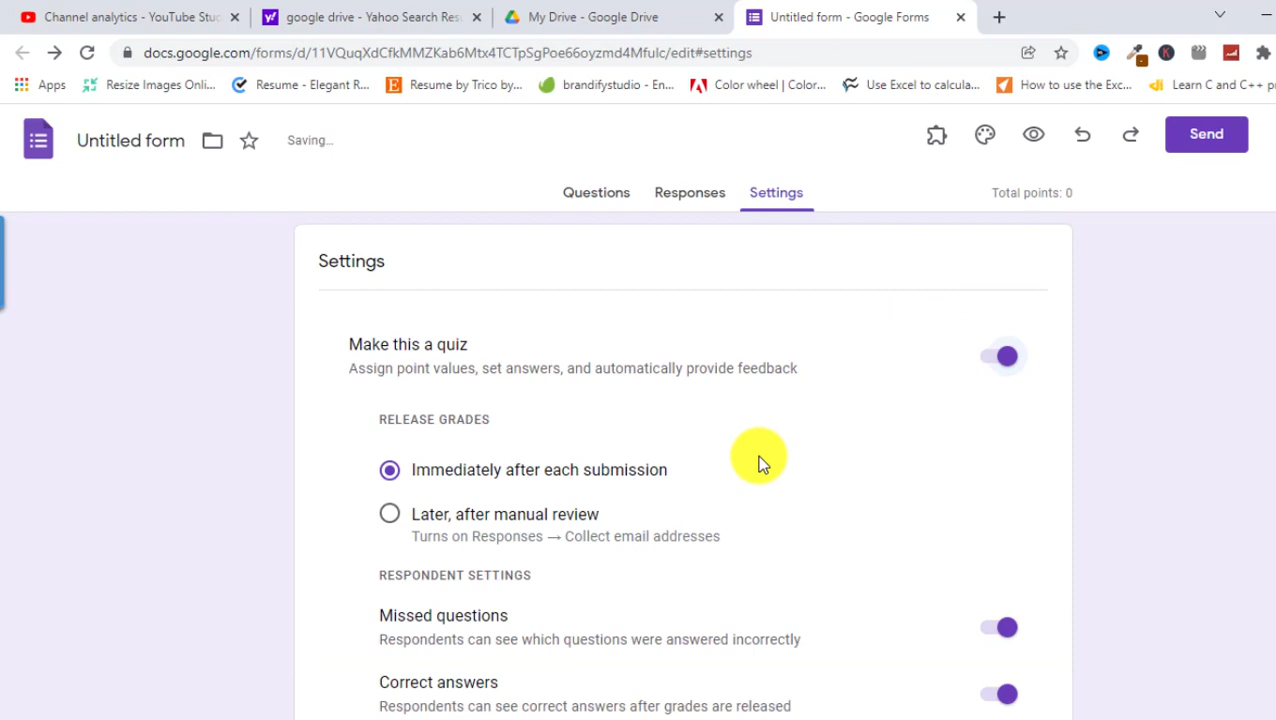 Channel analytics - YouTube Stu
google drive - Yahoo Search Res
My Drive - Google Drive
Untitled form - Google Forms
docs.google.com/forms/d/11VQuqXdCfkMMZKab6Mtx4TCTpSgPoe66oyzmd4Mfulc/edit#settings
Apps
Resize Images Onli...
Resume - Elegant R...
Resume by Trico by...
brandifystudio - En...
Color wheel | Color...
Use Excel to calcula...
How to use the Exc...
Learn C and C++ pr
Untitled form
Saving...
Send
Questions
Responses
Settings
Total points: 0
Settings
Make this a quiz
Assign point values, set answers, and automatically provide feedback
RELEASE GRADES
Immediately after each submission
Later, after manual review
Turns on Responses → Collect email addresses
RESPONDENT SETTINGS
Missed questions
Respondents can see which questions were answered incorrectly
Correct answers
Respondents can see correct answers after grades are released